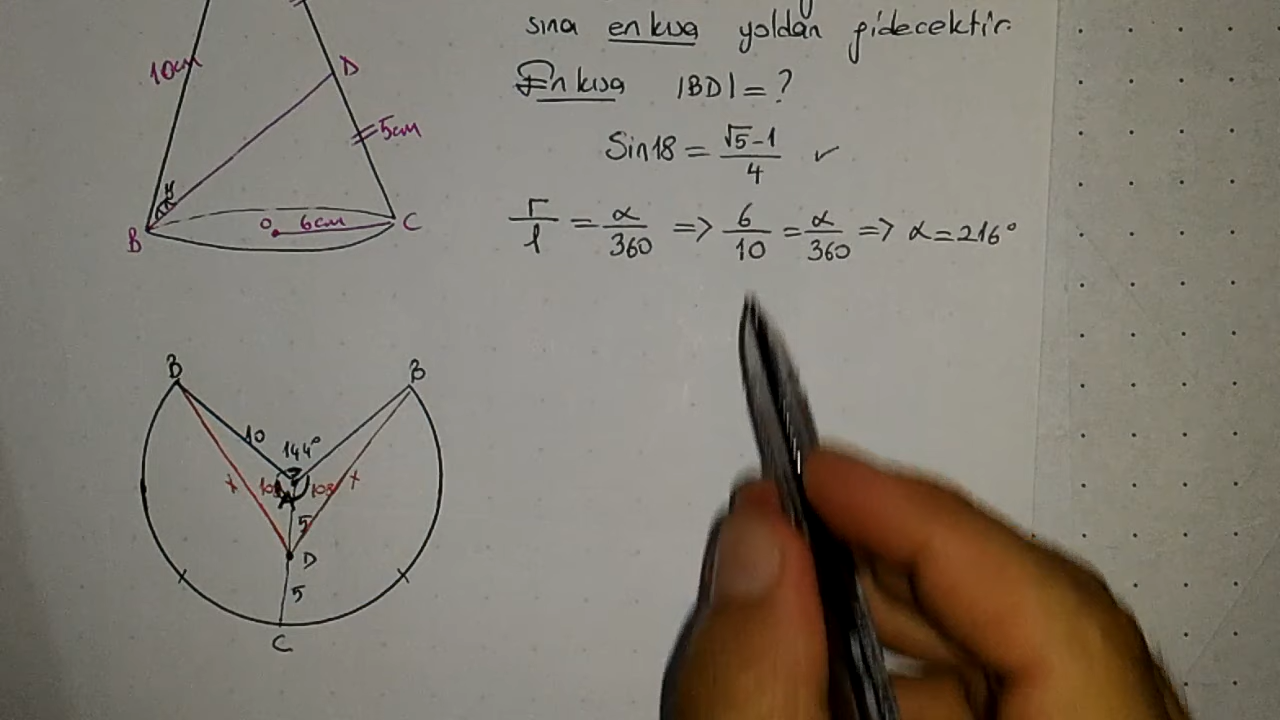 sına en kısa yoldan gidecektir.
En kısa |BD| = ?
Sin18 = √5-1 / 4 ✓
r / l = α / 360 => 6 / 10 = α / 360 => α = 216°
10cm
D
5cm
B
O 6cm
C
B
B
10
144°
x
108
x
A
5
D
5
C